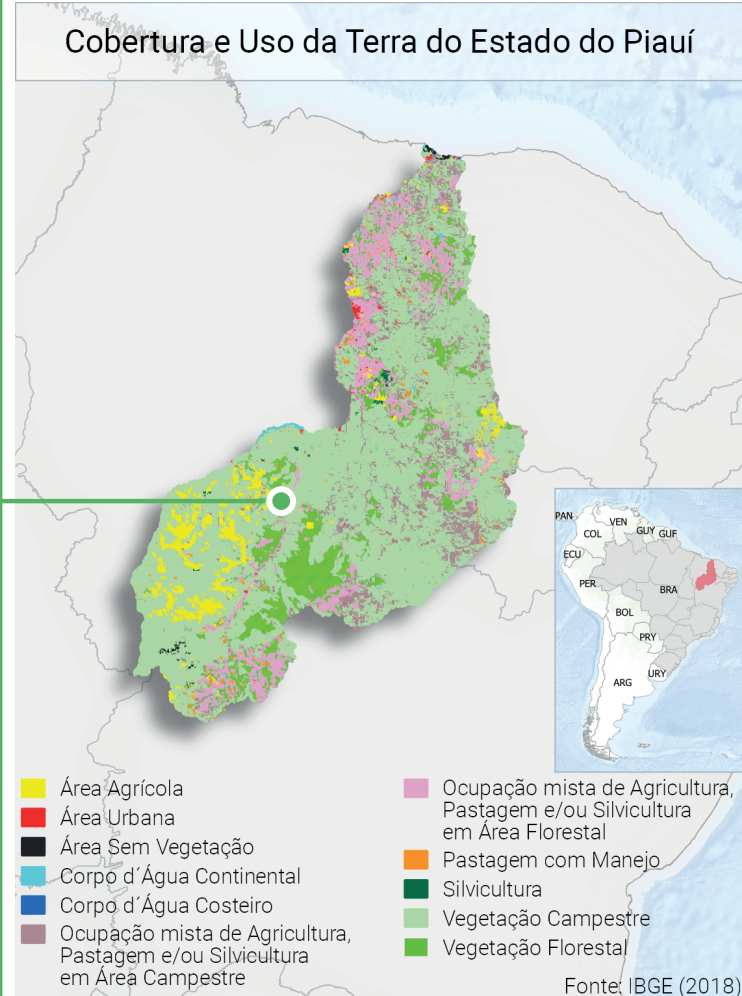 Cobertura e Uso da Terra do Estado do Piauí
PAN
VEN
COL
GUY
GUF
ECU
PER
BRA
BOL
PRY
URY
ARG
Área Agrícola
Área Urbana
Área Sem Vegetação
Corpo d´Água Continental
Corpo d´Água Costeiro
Ocupação mista de Agricultura,
Pastagem e/ou Silvicultura
em Área Campestre
Ocupação mista de Agricultura,
Pastagem e/ou Silvicultura
em Área Florestal
Pastagem com Manejo
Silvicultura
Vegetação Campestre
Vegetação Florestal
Fonte: IBGE (2018)